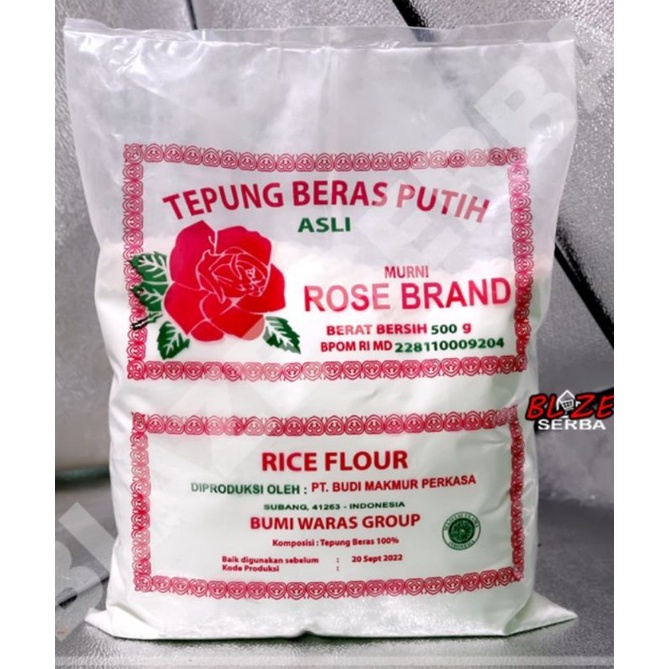 TEPUNG BERAS PUTIH
ASLI
MURNI
ROSE BRAND
BERAT BERSIH 500 g
BPOM RI MD 228110009204
BLAZE
SERBA
RICE FLOUR
DIPRODUKSI OLEH : PT. BUDI MAKMUR PERKASA
SUBANG, 41263 - INDONESIA
BUMI WARAS GROUP
Komposisi : Tepung Beras 100%
Baik digunakan sebelum : 20 Sept 2022
Kode Produksi :